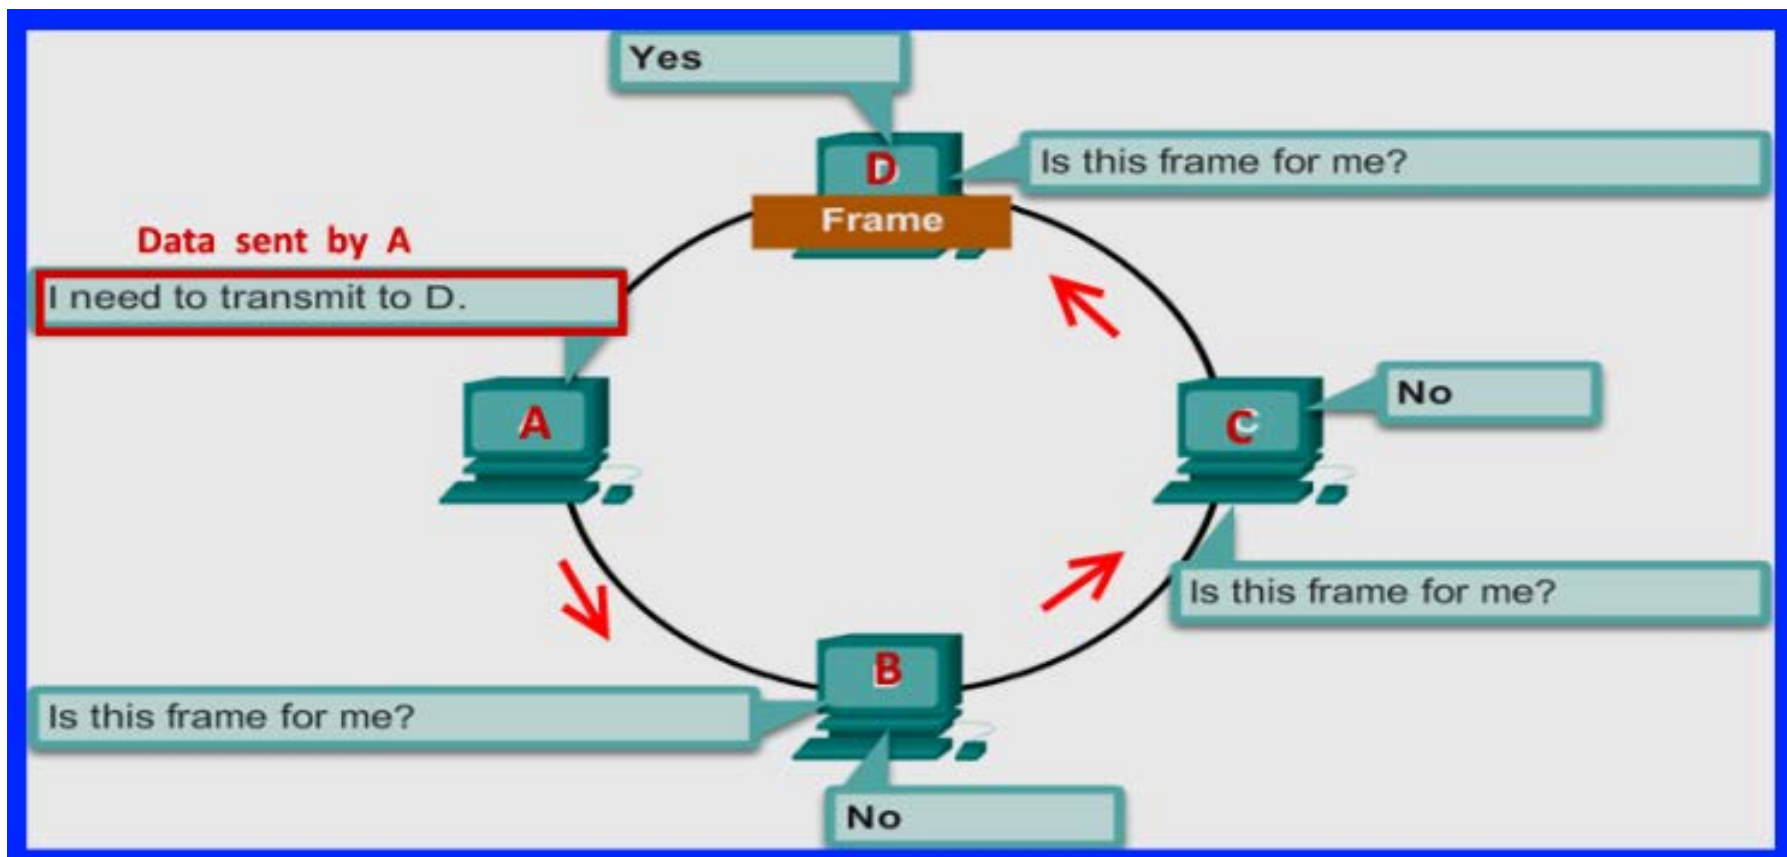 Yes
D
Is this frame for me?
Frame
Data sent by A
I need to transmit to D.
A
C
No
Is this frame for me?
B
Is this frame for me?
No